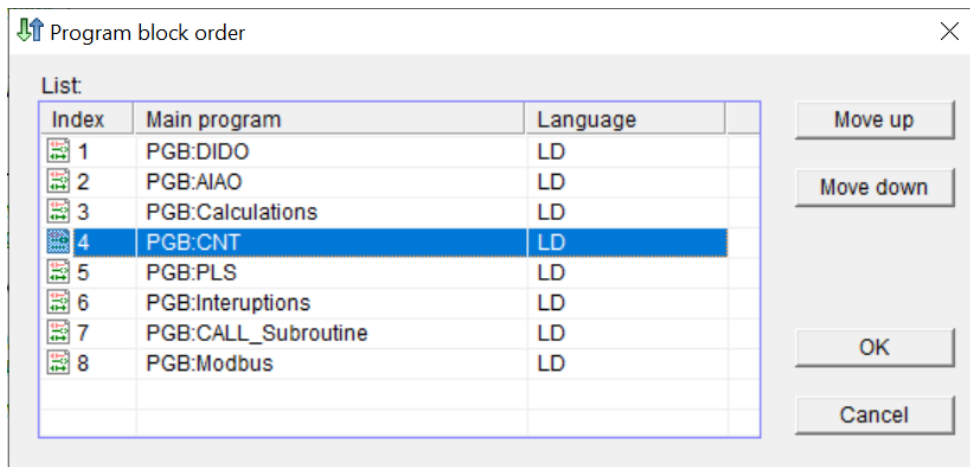 Program block order
List:
Index Main program Language
1 PGB:DIDO LD
2 PGB:AIAO LD
3 PGB:Calculations LD
4 PGB:CNT LD
5 PGB:PLS LD
6 PGB:Interuptions LD
7 PGB:CALL_Subroutine LD
8 PGB:Modbus LD
Move up
Move down
OK
Cancel